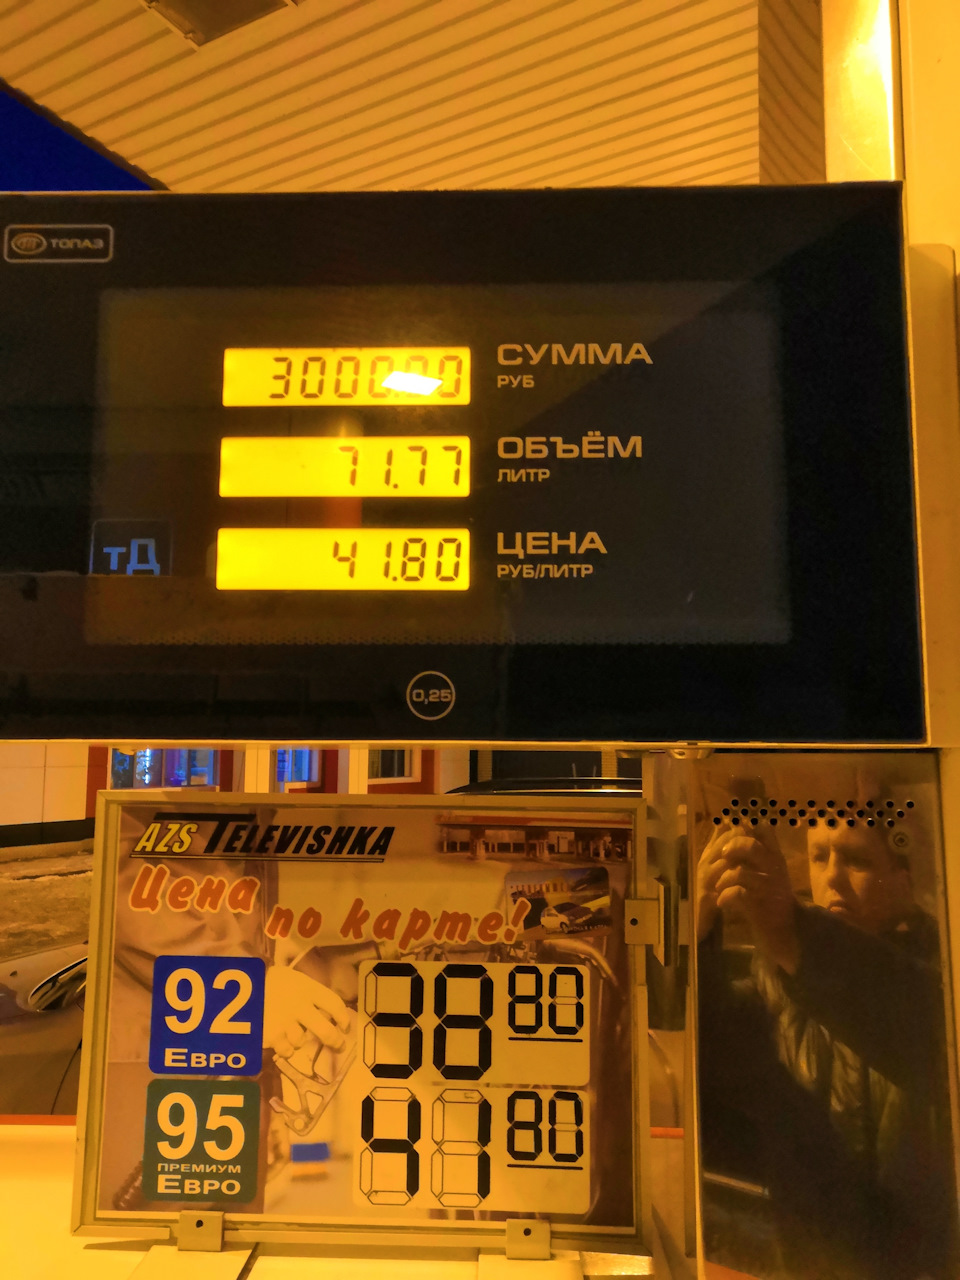 ТОПАЗ
3000.00
СУММА
РУБ
71.77
ОБЪЁМ
ЛИТР
тД
41.80
ЦЕНА
РУБ/ЛИТР
0,25
AZS TELEVISHKA
Цена по карте!
92
ЕВРО
38 80
95
ПРЕМИУМ
ЕВРО
41 80